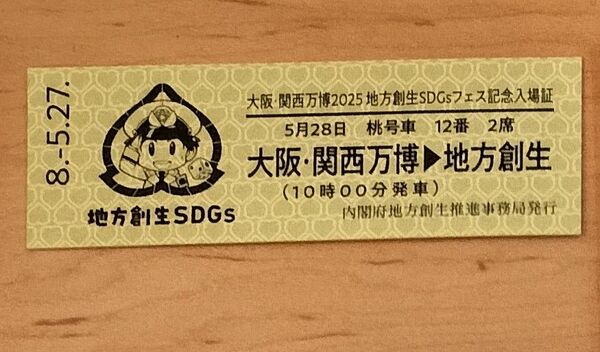 8.-5.27.
地方創生SDGs
大阪・関西万博2025 地方創生SDGsフェス記念入場証
5月28日 桃号車 12番 2席
大阪・関西万博▶地方創生
(10時00分発車)
内閣府地方創生推進事務局発行